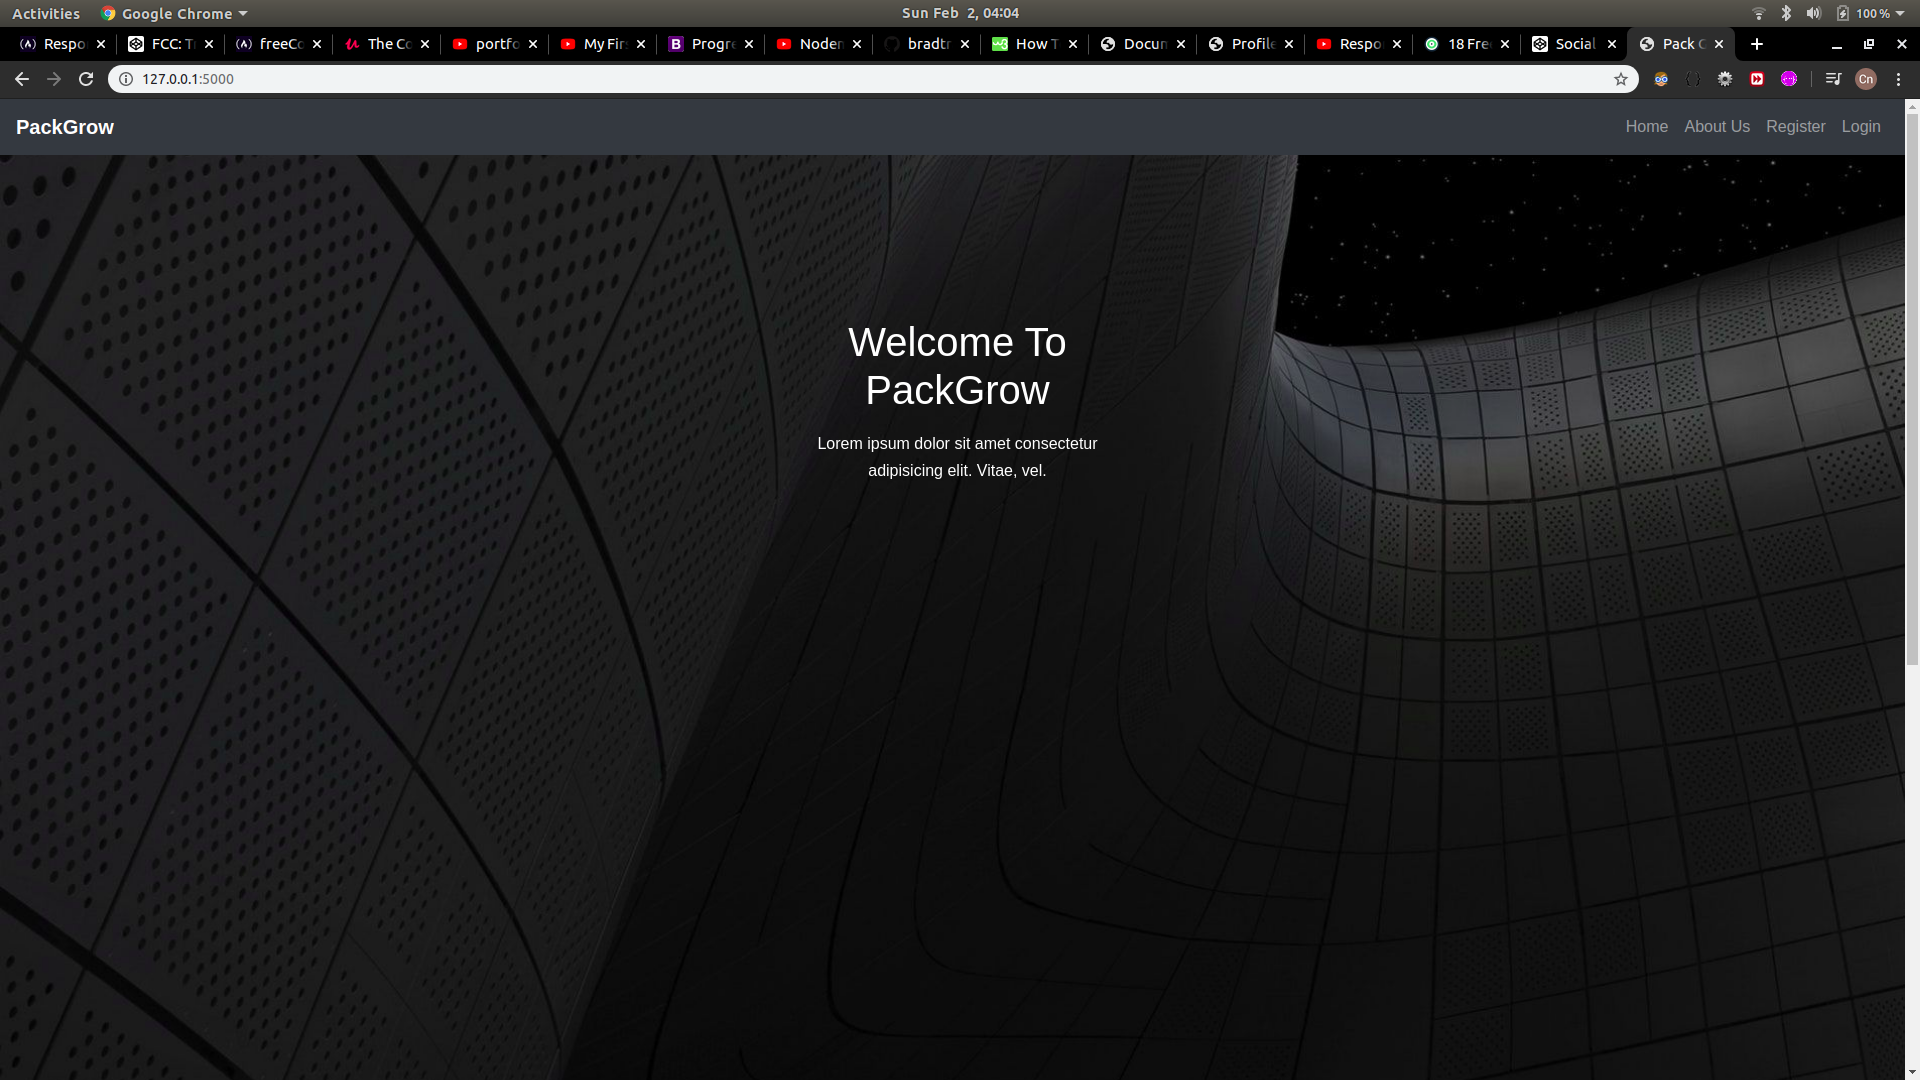 Activities Google Chrome Sun Feb 2, 04:04 100 %
Respo FCC: T freeCo The Co portfo My Fir Progre Noden bradtr How T Docun Profile Respo 18 Fre Social Pack
127.0.0.1:5000 Cn
PackGrow Home About Us Register Login
Welcome To
PackGrow
Lorem ipsum dolor sit amet consectetur
adipisicing elit. Vitae, vel.